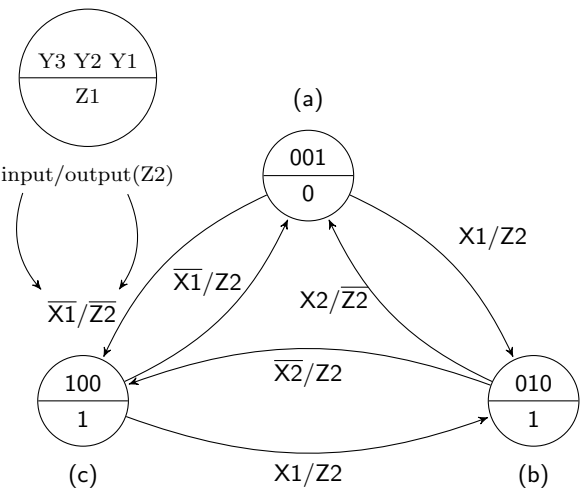 Y3 Y2 Y1
Z1
input/output(Z2)
X̅1̅/Z̅2̅
(a)
001
0
X1/Z2
X̅1̅/Z2
X2/Z̅2̅
X̅2̅/Z2
100
1
(c)
010
1
(b)
X1/Z2